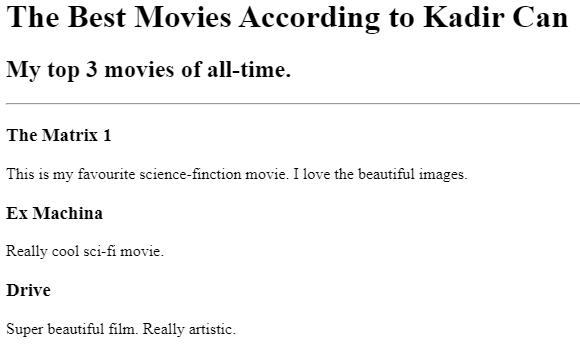 The Best Movies According to Kadir Can
My top 3 movies of all-time.
The Matrix 1
This is my favourite science-finction movie. I love the beautiful images.
Ex Machina
Really cool sci-fi movie.
Drive
Super beautiful film. Really artistic.